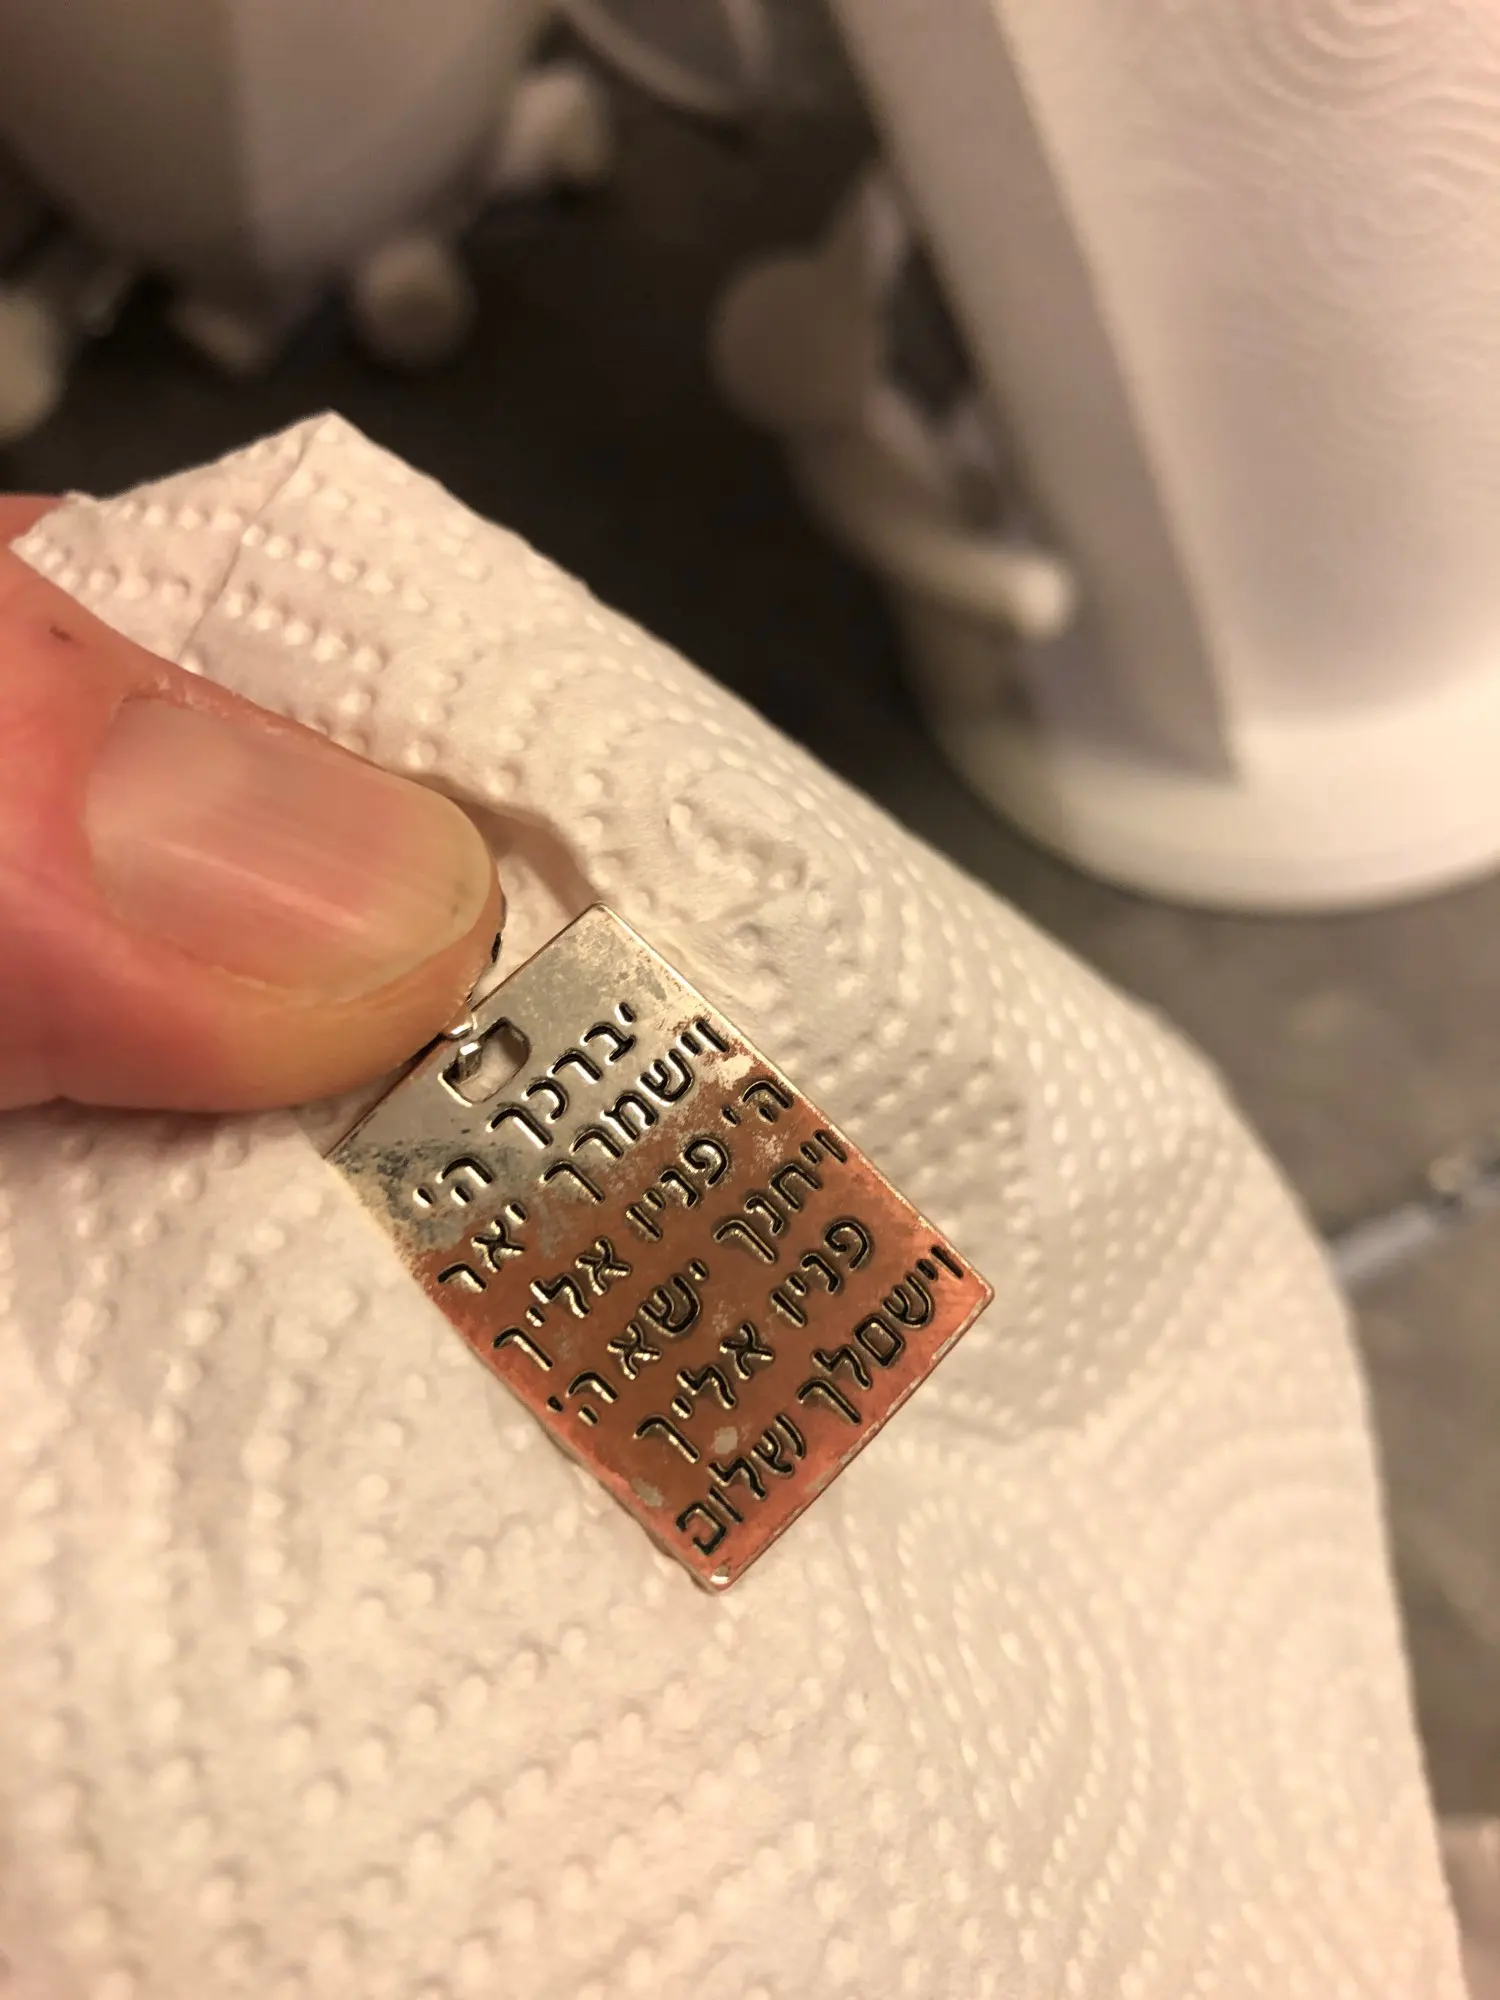 יברכך ה'
וישמרך יאר
ה' פניו אליך
ויחנך ישא ה'
פניו אליך
וישםלך שלום